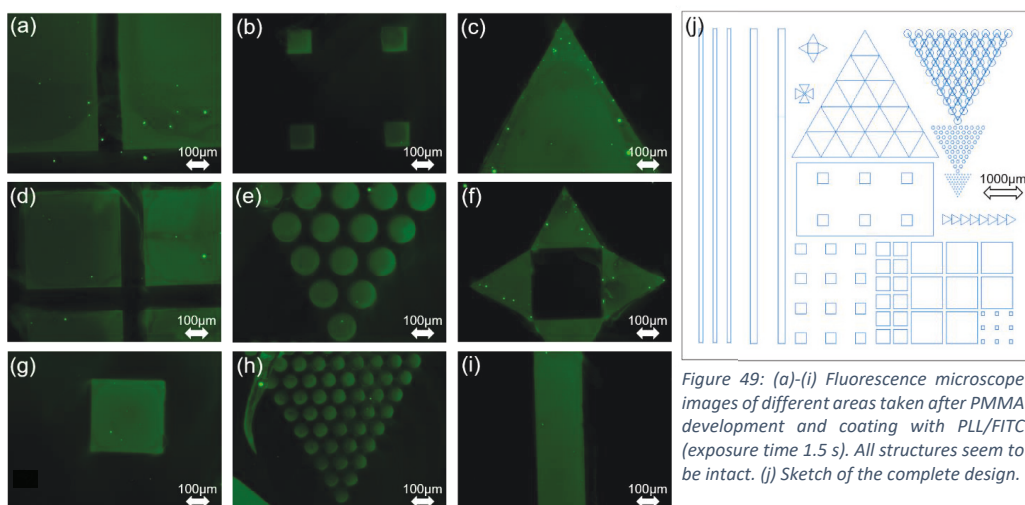 (a)
100µm
(b)
100µm
(c)
100µm
(d)
100µm
(e)
100µm
(f)
100µm
(g)
100µm
(h)
100µm
(i)
100µm
(j)
1000µm
Figure 49: (a)-(i) Fluorescence microscope
images of different areas taken after PMMA
development and coating with PLL/FITC
(exposure time 1.5 s). All structures seem to
be intact. (j) Sketch of the complete design.